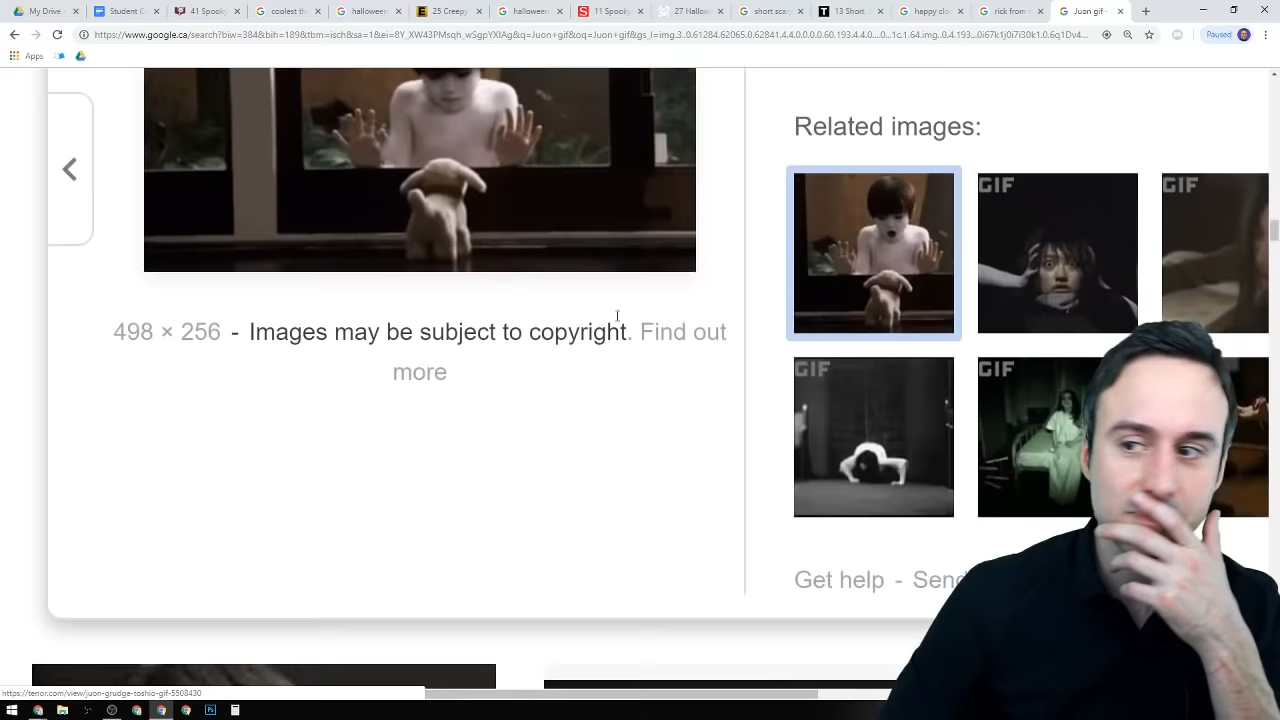 My Drive -
Student C
41 Spooky
coolest th
halloween
25 Creepy
halloween
11 Spooky
27 Hallow
short scary
13 Short
happy clo
rick from
Juon gif -
https://www.google.ca/search?biw=384&bih=189&tbm=isch&sa=1&ei=8Y_XW43PMsqh_wSgpYXIAg&q=Juon+gif&oq=Juon+gif&gs_l=img.3..0.61284.62105.0.62841.4.4.0.0.0.0.60.193.4.4.0....0...1c.1.64.img..0.4.193...0i67k1j0i7i30k1.0.6q1Dv4...
Paused
Apps
Related images:
GIF
GIF
498 × 256 - Images may be subject to copyright. Find out
more
GIF
GIF
Get help - Send
https://tenor.com/view/juon-grudge-toshio-gif-5508430